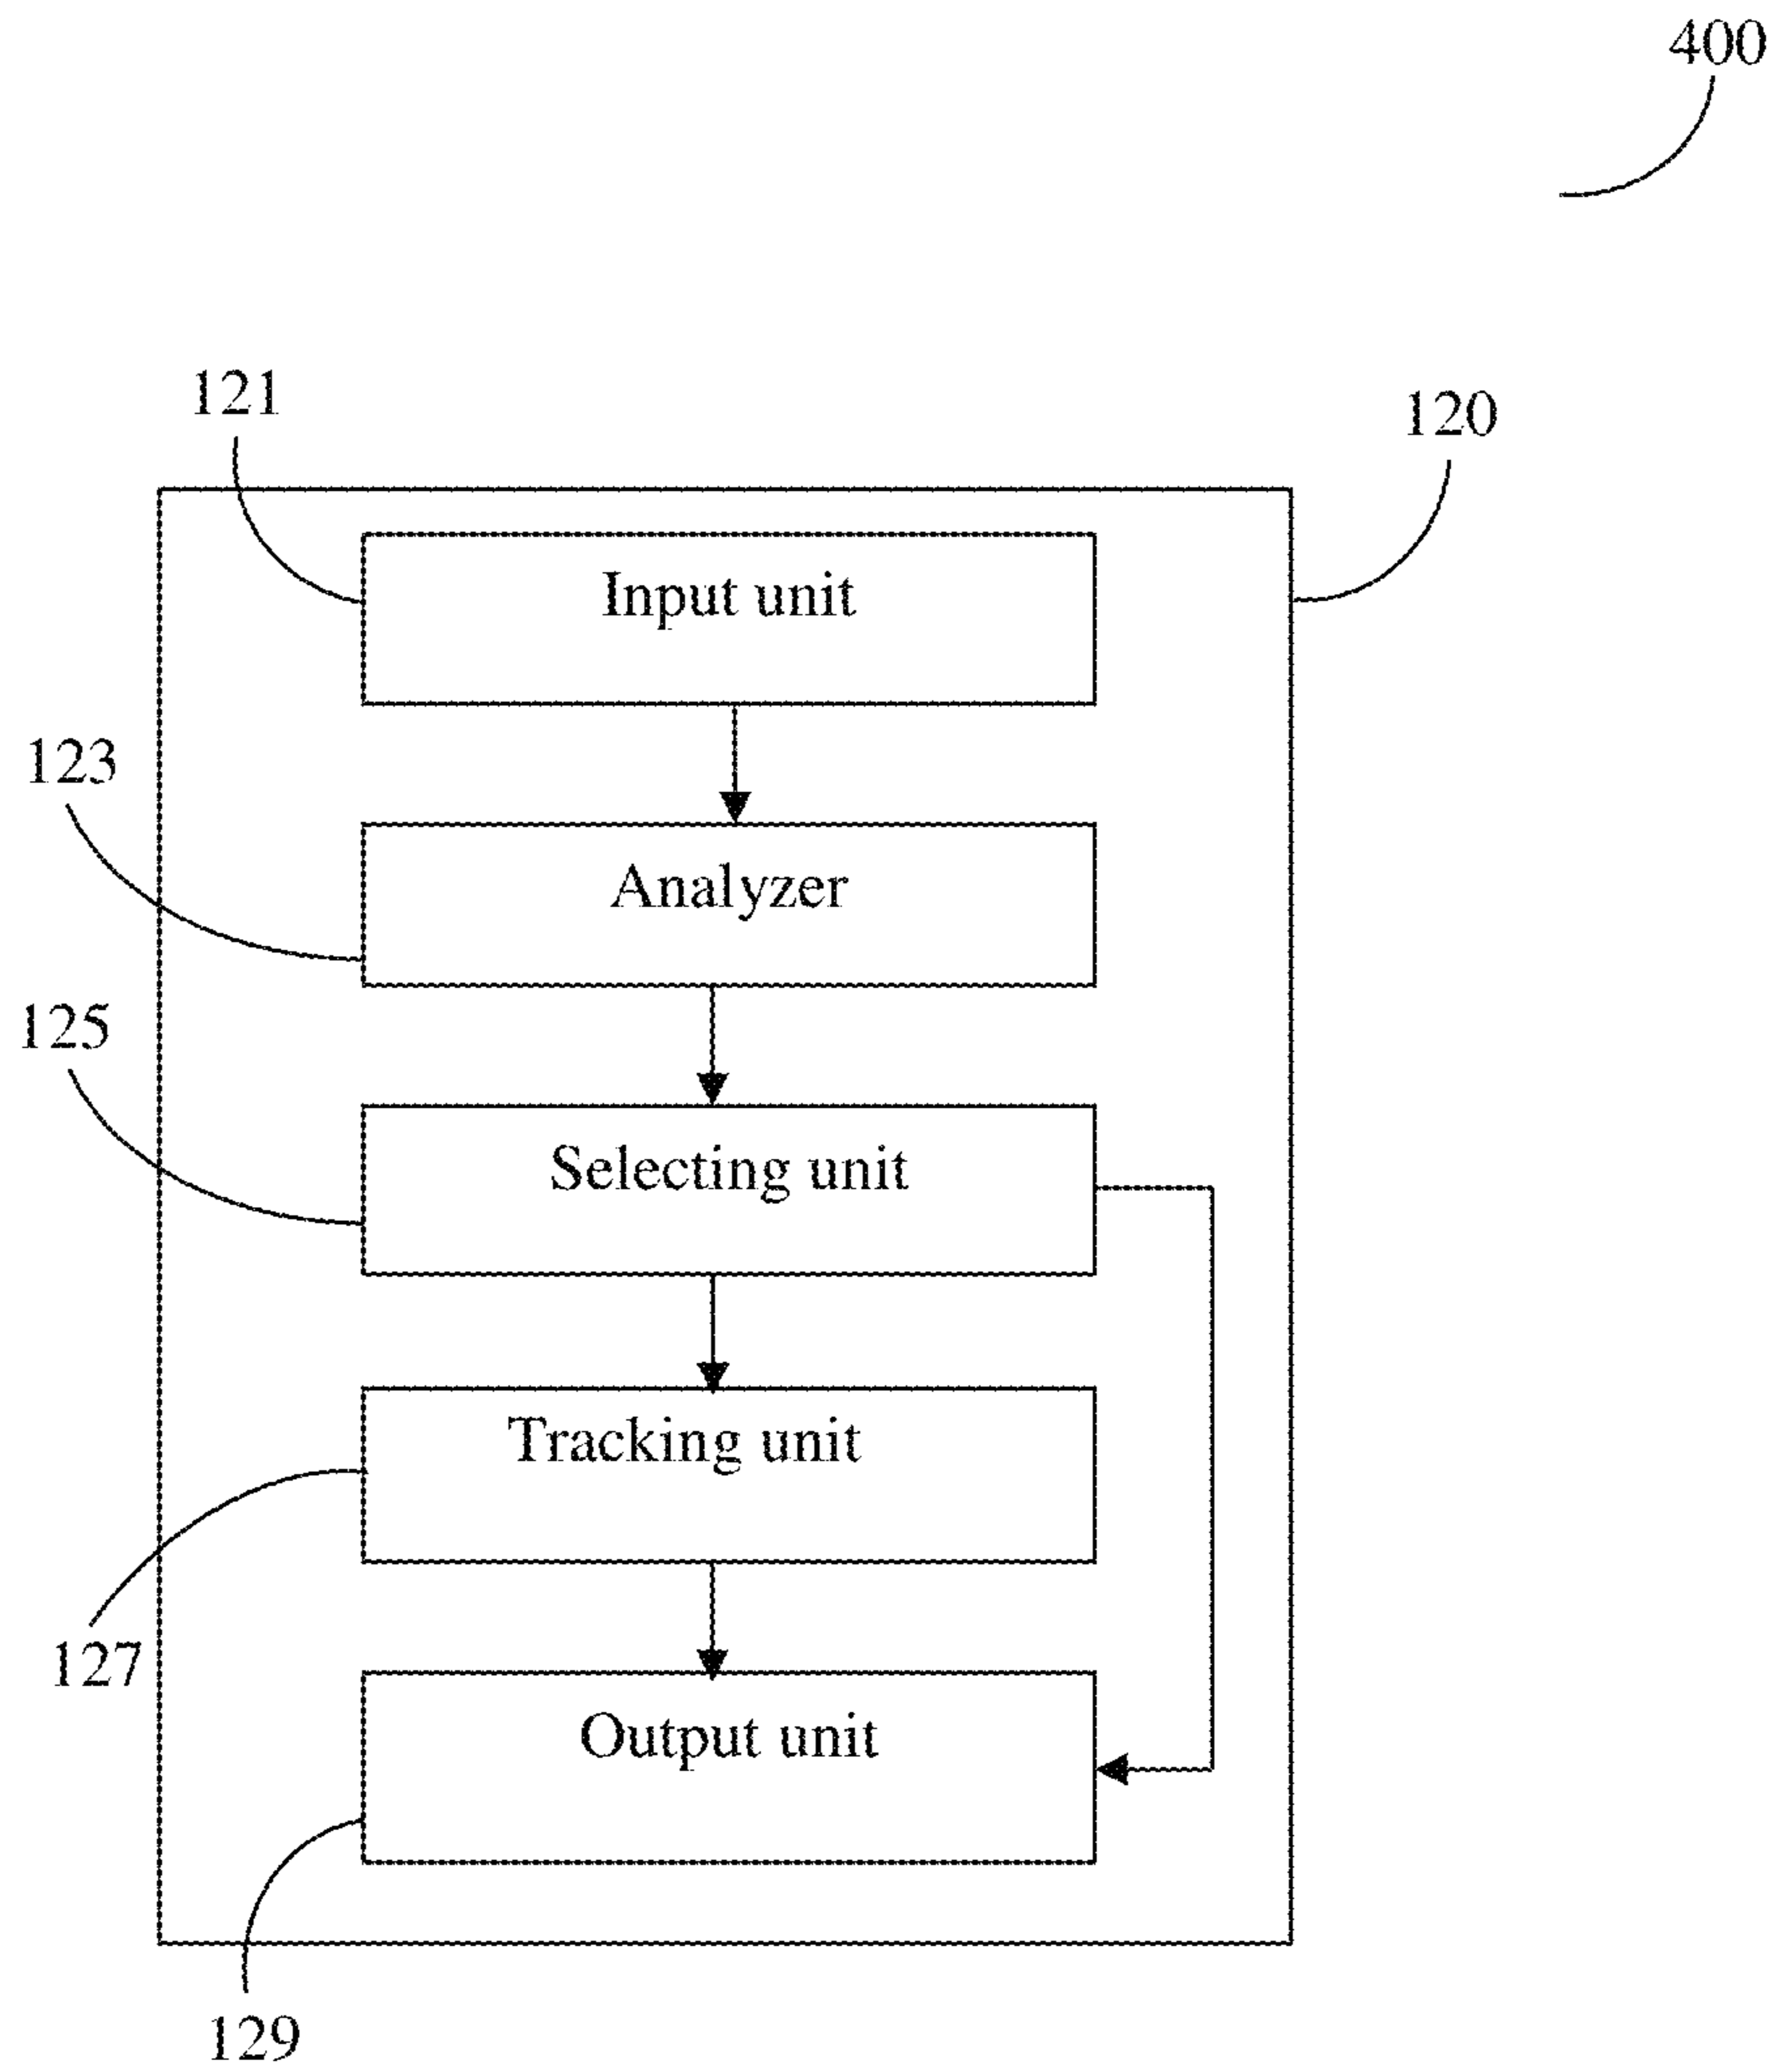 400
121
120
Input unit
123
Analyzer
125
Selecting unit
Tracking unit
127
Output unit
129